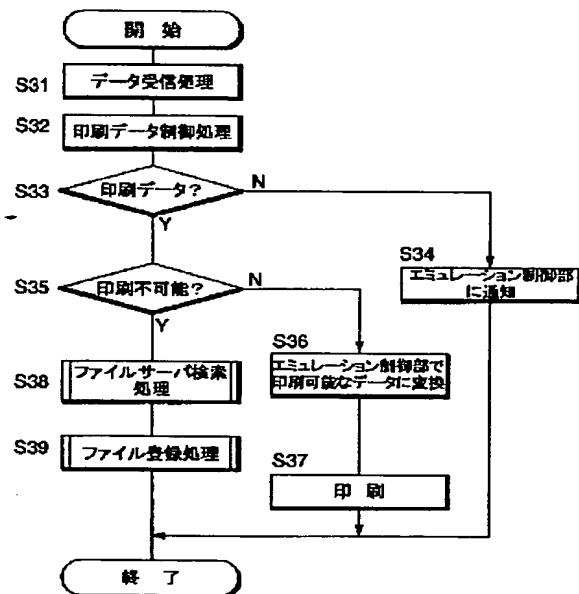 開 始
S31
データ受信処理
S32
印刷データ制御処理
S33
印刷データ?
N
Y
S34
エミュレーション制御部
に通知
S35
印刷不可能?
N
Y
S36
エミュレーション制御部で
印刷可能なデータに変換
S38
ファイルサーバ検索
処理
S39
ファイル登録処理
S37
印 刷
終 了